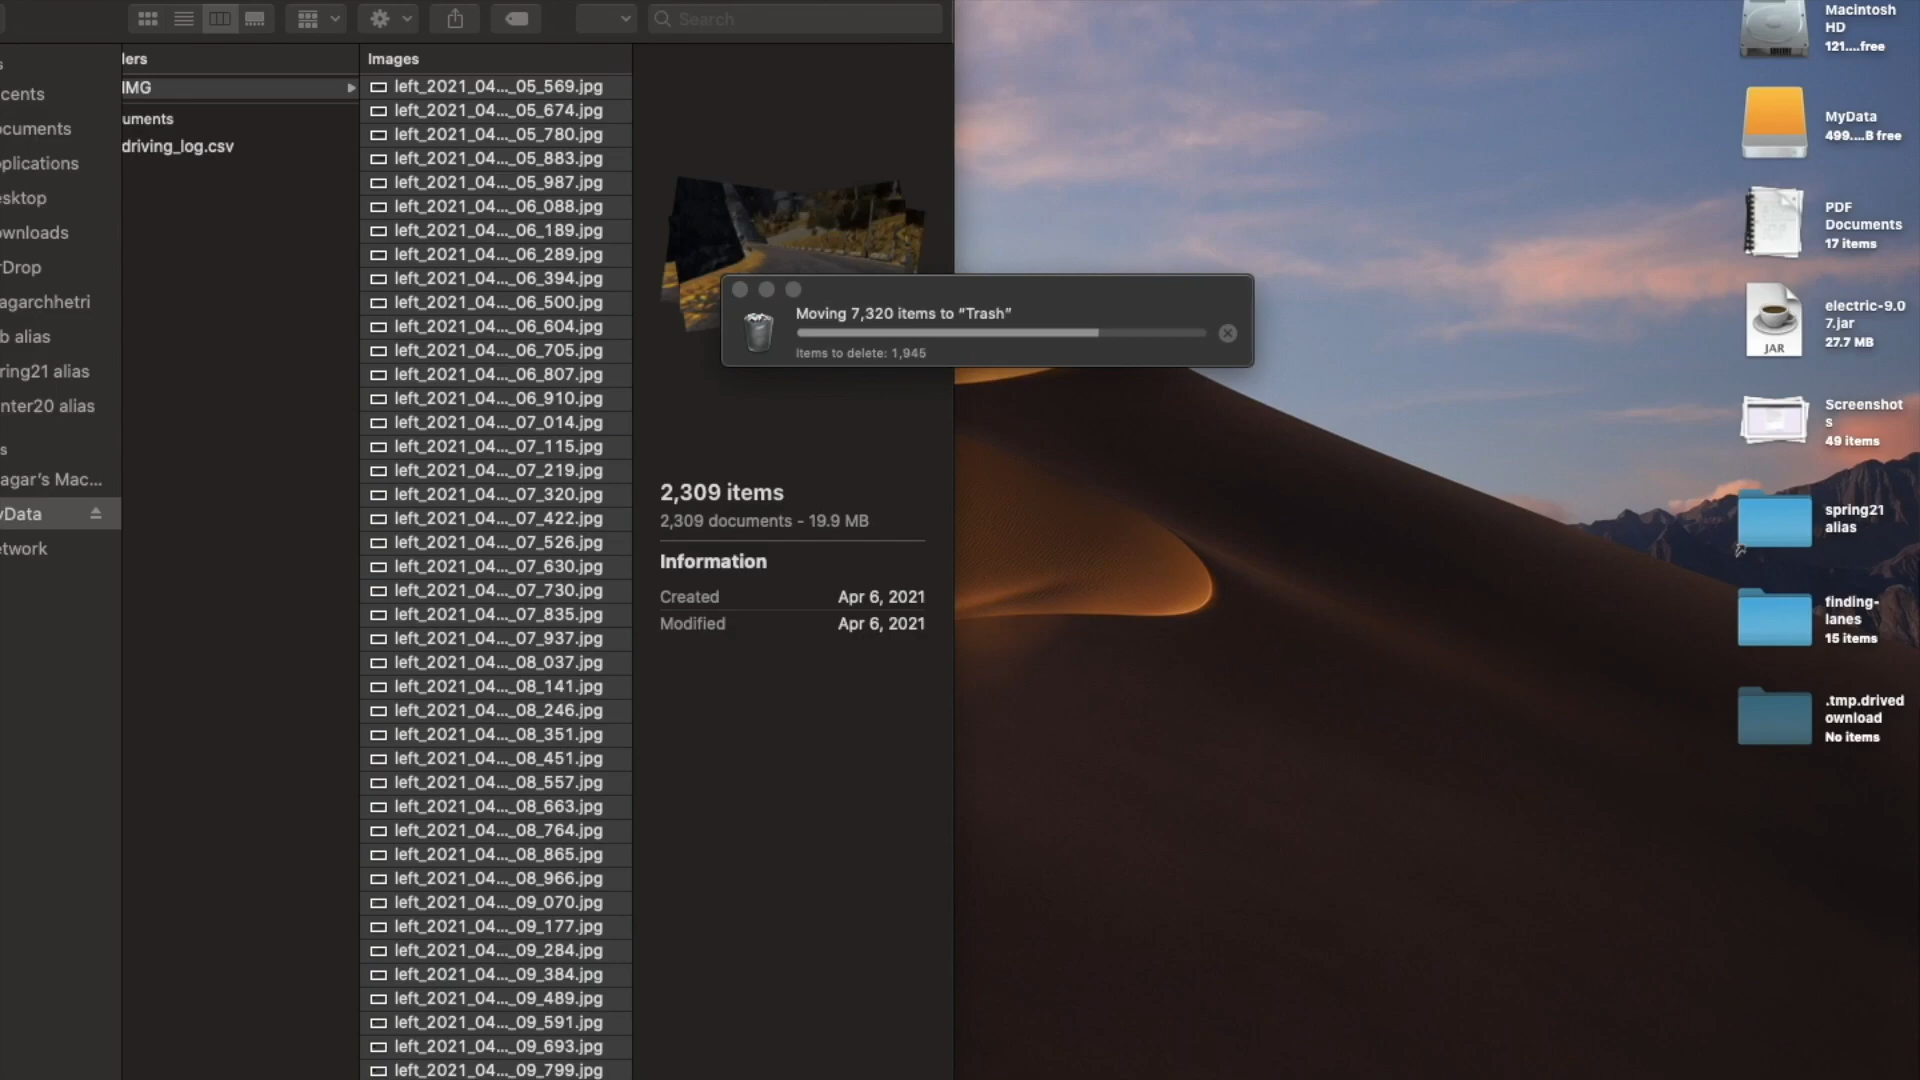 Search
lers
IMG
uments
driving_log.csv
s
cents
ocuments
plications
esktop
ownloads
rDrop
agarchhetri
b alias
ring21 alias
nter20 alias
s
agar's Mac...
yData
etwork
Images
left_2021_04..._05_569.jpg
left_2021_04..._05_674.jpg
left_2021_04..._05_780.jpg
left_2021_04..._05_883.jpg
left_2021_04..._05_987.jpg
left_2021_04..._06_088.jpg
left_2021_04..._06_189.jpg
left_2021_04..._06_289.jpg
left_2021_04..._06_394.jpg
left_2021_04..._06_500.jpg
left_2021_04..._06_604.jpg
left_2021_04..._06_705.jpg
left_2021_04..._06_807.jpg
left_2021_04..._06_910.jpg
left_2021_04..._07_014.jpg
left_2021_04..._07_115.jpg
left_2021_04..._07_219.jpg
left_2021_04..._07_320.jpg
left_2021_04..._07_422.jpg
left_2021_04..._07_526.jpg
left_2021_04..._07_630.jpg
left_2021_04..._07_730.jpg
left_2021_04..._07_835.jpg
left_2021_04..._07_937.jpg
left_2021_04..._08_037.jpg
left_2021_04..._08_141.jpg
left_2021_04..._08_246.jpg
left_2021_04..._08_351.jpg
left_2021_04..._08_451.jpg
left_2021_04..._08_557.jpg
left_2021_04..._08_663.jpg
left_2021_04..._08_764.jpg
left_2021_04..._08_865.jpg
left_2021_04..._08_966.jpg
left_2021_04..._09_070.jpg
left_2021_04..._09_177.jpg
left_2021_04..._09_284.jpg
left_2021_04..._09_384.jpg
left_2021_04..._09_489.jpg
left_2021_04..._09_591.jpg
left_2021_04..._09_693.jpg
left_2021_04..._09_799.jpg
Moving 7,320 items to “Trash”
Items to delete: 1,945
2,309 items
2,309 documents - 19.9 MB
Information
Created Apr 6, 2021
Modified Apr 6, 2021
Macintosh
HD
121....free
MyData
499....B free
PDF
Documents
17 items
JAR
electric-9.0
7.jar
27.7 MB
Screenshot
s
49 items
spring21
alias
finding-
lanes
15 items
.tmp.drived
ownload
No items